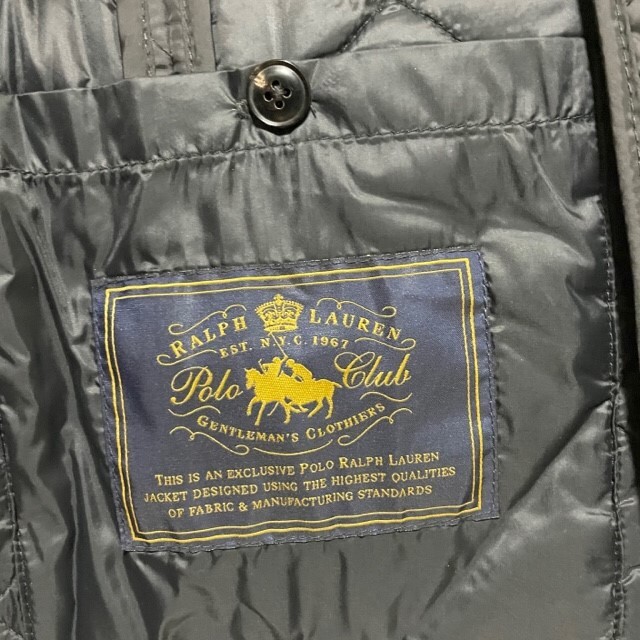 RALPH LAUREN
EST. N.Y.C. 1967
Polo Club
GENTLEMAN'S CLOTHIERS
THIS IS AN EXCLUSIVE POLO RALPH LAUREN
JACKET DESIGNED USING THE HIGHEST QUALITIES
OF FABRIC & MANUFACTURING STANDARDS